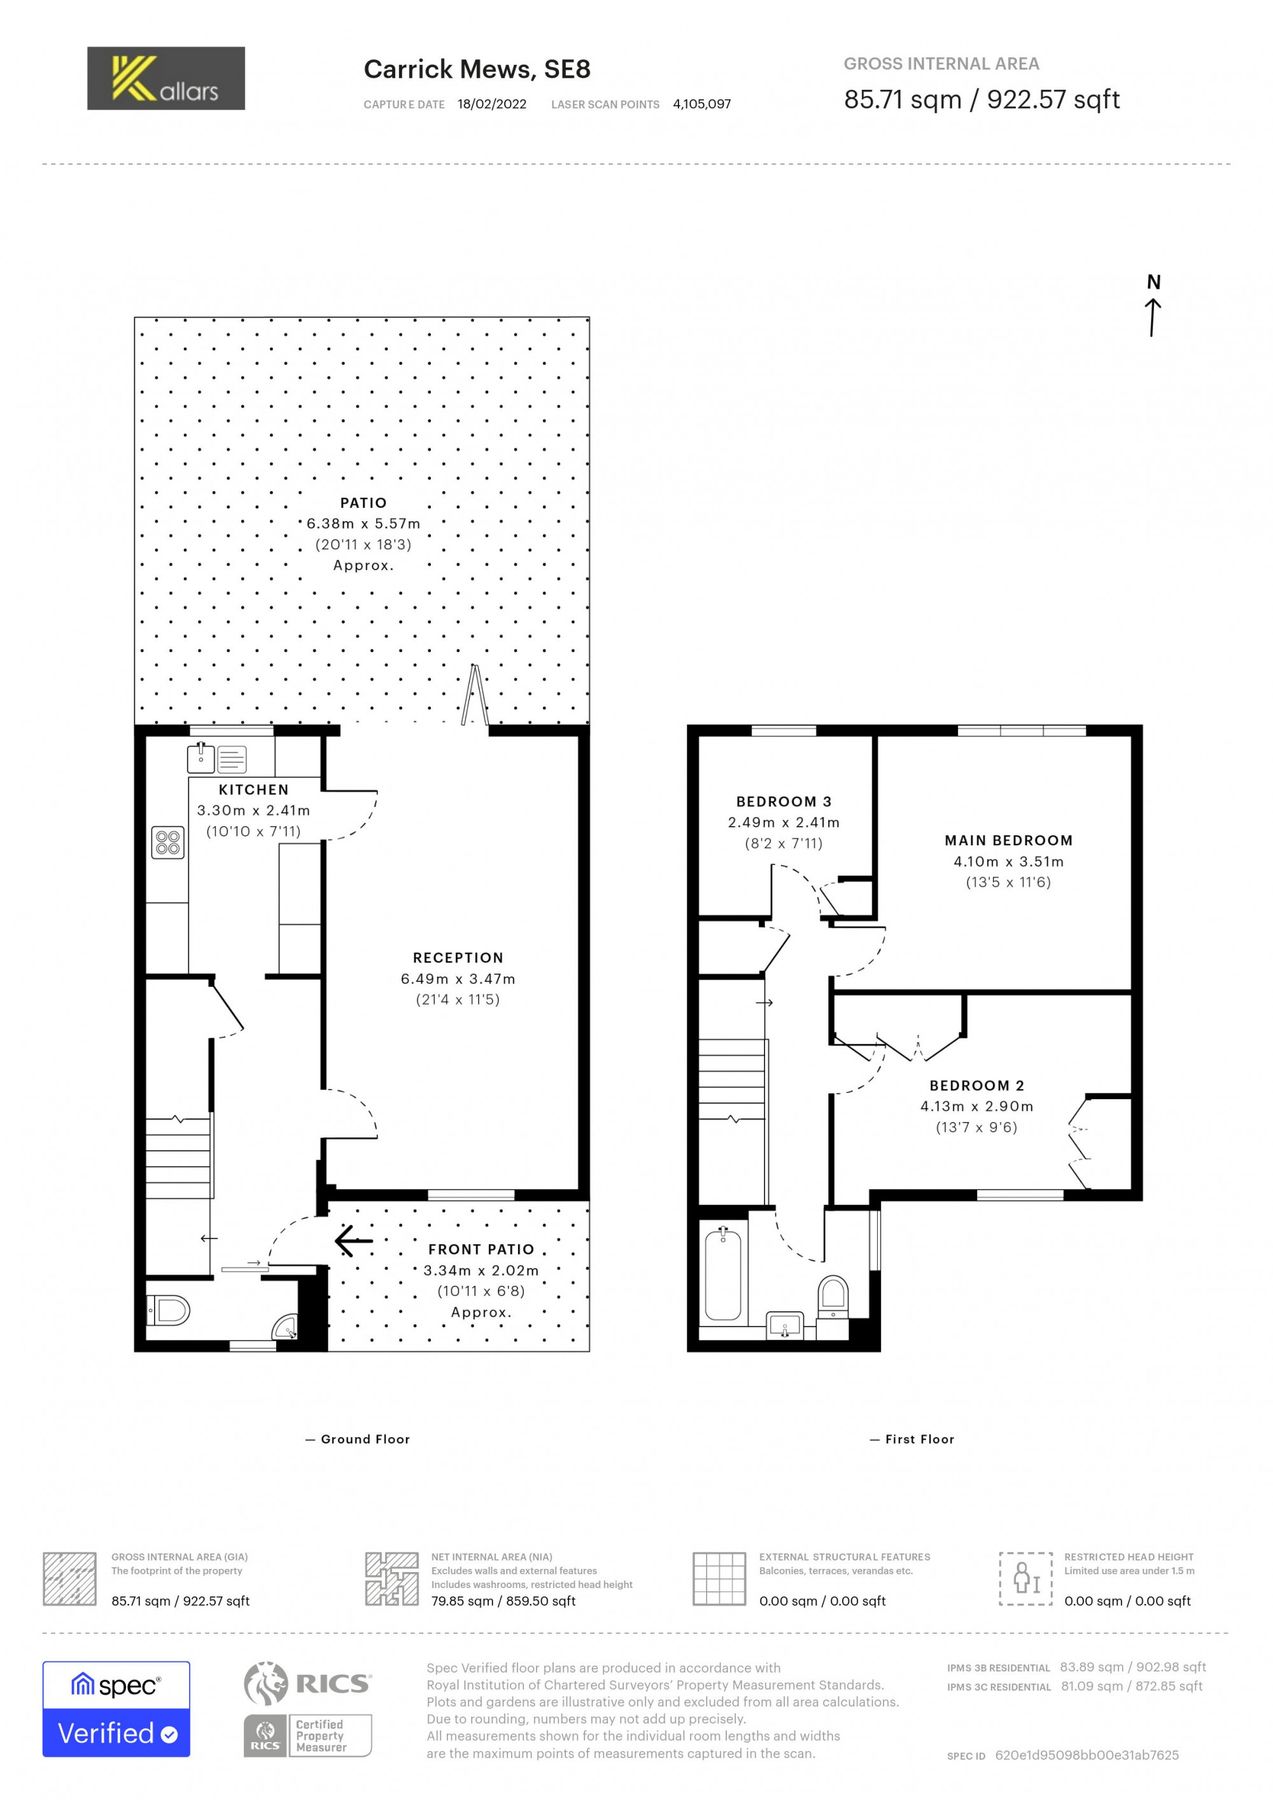 Kallars
Carrick Mews, SE8
CAPTURE DATE 18/02/2022 LASER SCAN POINTS 4,105,097
GROSS INTERNAL AREA
85.71 sqm / 922.57 sqft
N
PATIO
6.38m x 5.57m
(20'11 x 18'3)
Approx.
KITCHEN
3.30m x 2.41m
(10'10 x 7'11)
RECEPTION
6.49m x 3.47m
(21'4 x 11'5)
FRONT PATIO
3.34m x 2.02m
(10'11 x 6'8)
Approx.
BEDROOM 3
2.49m x 2.41m
(8'2 x 7'11)
MAIN BEDROOM
4.10m x 3.51m
(13'5 x 11'6)
BEDROOM 2
4.13m x 2.90m
(13'7 x 9'6)
— Ground Floor
— First Floor
GROSS INTERNAL AREA (GIA)
The footprint of the property
85.71 sqm / 922.57 sqft
NET INTERNAL AREA (NIA)
Excludes walls and external features
Includes washrooms, restricted head height
79.85 sqm / 859.50 sqft
EXTERNAL STRUCTURAL FEATURES
Balconies, terraces, verandas etc.
0.00 sqm / 0.00 sqft
RESTRICTED HEAD HEIGHT
Limited use area under 1.5 m
0.00 sqm / 0.00 sqft
spec®
Verified
RICS®
RICS
Certified
Property
Measurer
Spec Verified floor plans are produced in accordance with
Royal Institution of Chartered Surveyors' Property Measurement Standards.
Plots and gardens are illustrative only and excluded from all area calculations.
Due to rounding, numbers may not add up precisely.
All measurements shown for the individual room lengths and widths
are the maximum points of measurements captured in the scan.
IPMS 3B RESIDENTIAL 83.89 sqm / 902.98 sqft
IPMS 3C RESIDENTIAL 81.09 sqm / 872.85 sqft
SPEC ID 620e1d95098bb00e31ab7625